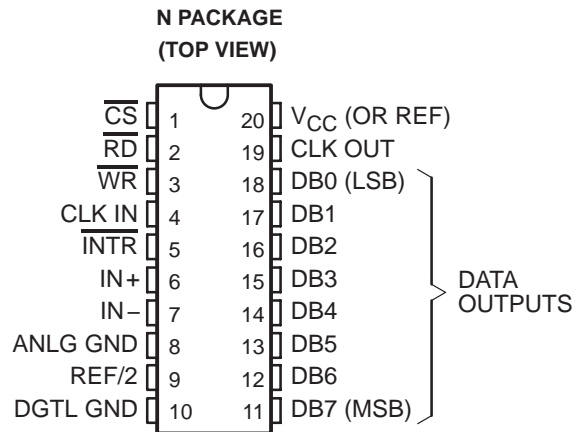 N PACKAGE
(TOP VIEW)
CS 1 20 VCC (OR REF)
RD 2 19 CLK OUT
WR 3 18 DB0 (LSB)
CLK IN 4 17 DB1
INTR 5 16 DB2
IN+ 6 15 DB3
IN− 7 14 DB4
ANLG GND 8 13 DB5
REF/2 9 12 DB6
DGTL GND 10 11 DB7 (MSB)
DATA
OUTPUTS